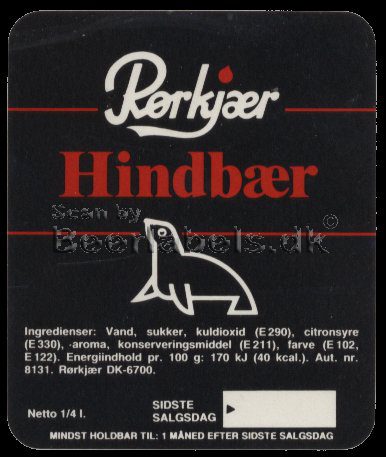 Rørkjær
Hindbær
Scan by
Beerlabels.dk ©
Ingredienser: Vand, sukker, kuldioxid (E 290), citronsyre
(E 330), aroma, konserveringsmiddel (E 211), farve (E 102,
E 122). Energiindhold pr. 100 g: 170 kJ (40 kcal.). Aut. nr.
8131. Rørkjær DK-6700.
Netto 1/4 l.
SIDSTE
SALGSDAG
MINDST HOLDBAR TIL: 1 MÅNED EFTER SIDSTE SALGSDAG